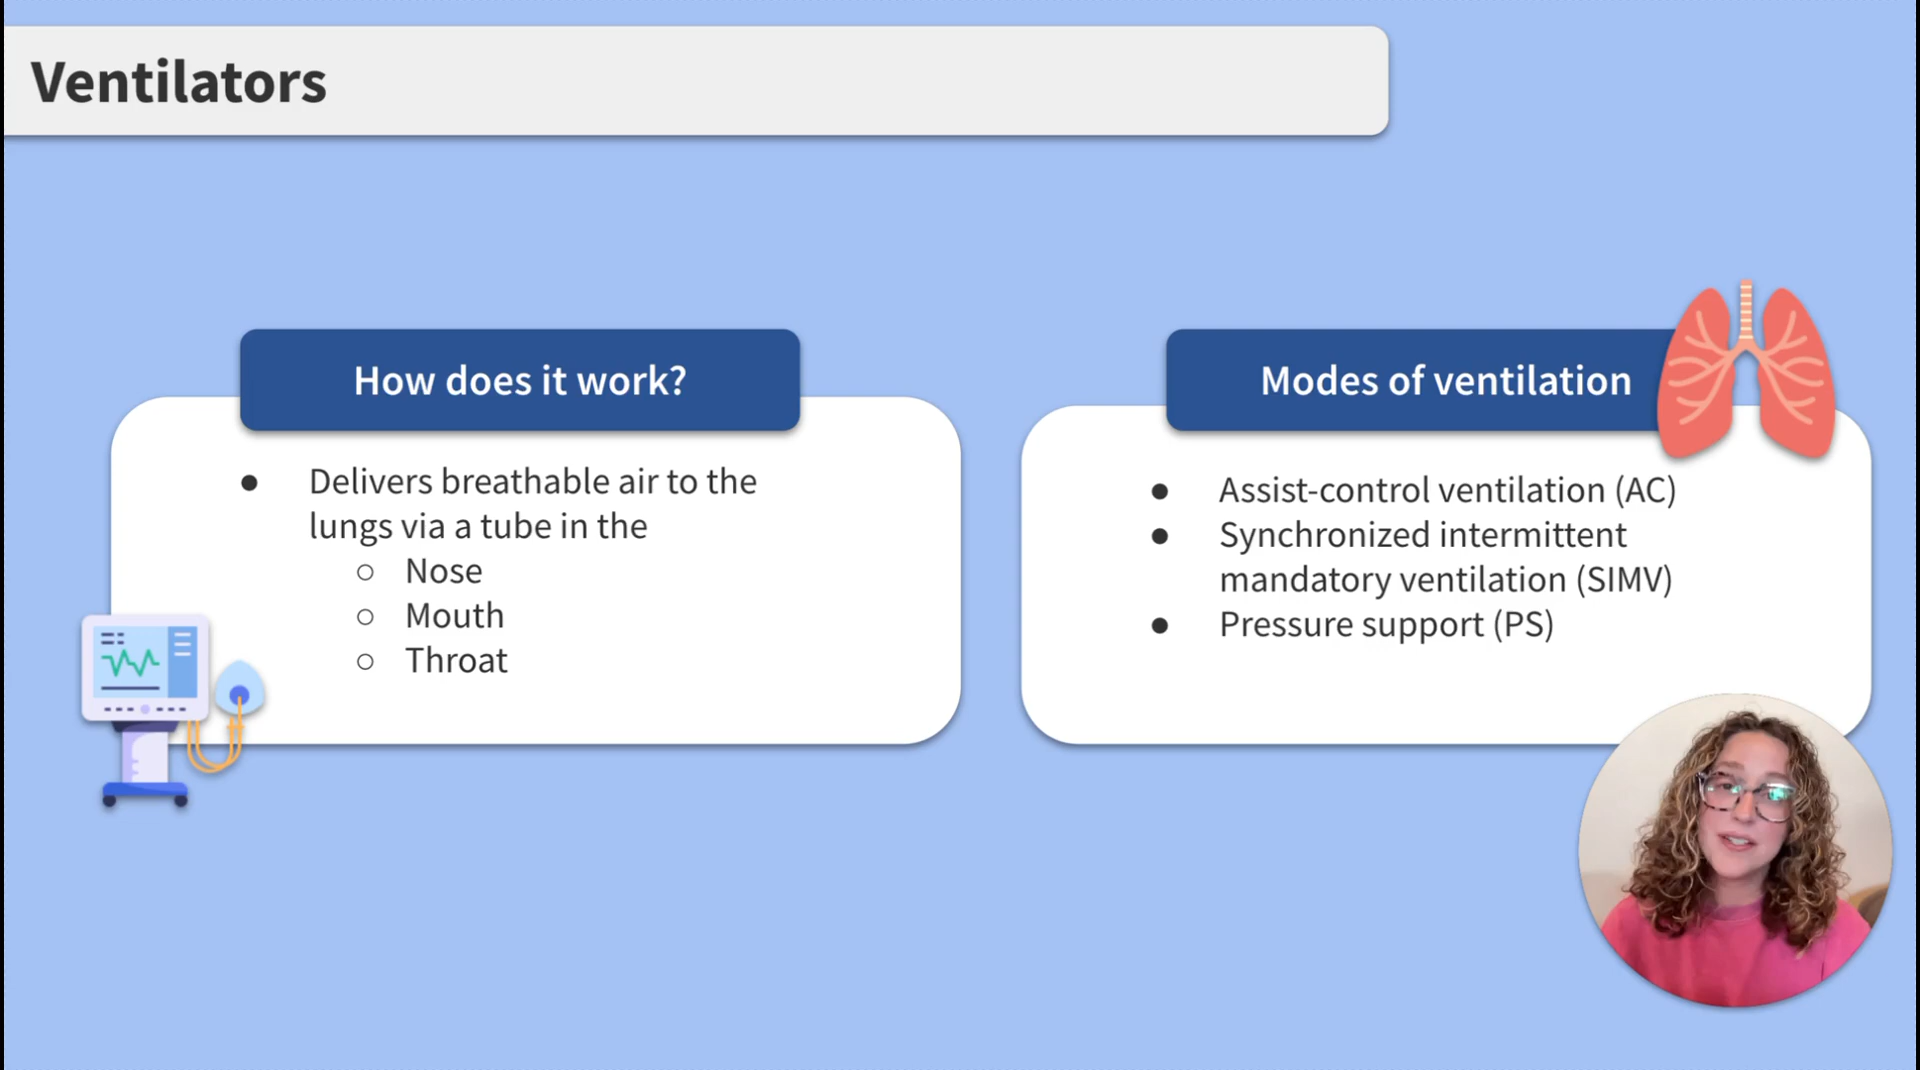 Ventilators
How does it work?
● Delivers breathable air to the
lungs via a tube in the
○ Nose
○ Mouth
○ Throat
Modes of ventilation
● Assist-control ventilation (AC)
● Synchronized intermittent
mandatory ventilation (SIMV)
● Pressure support (PS)